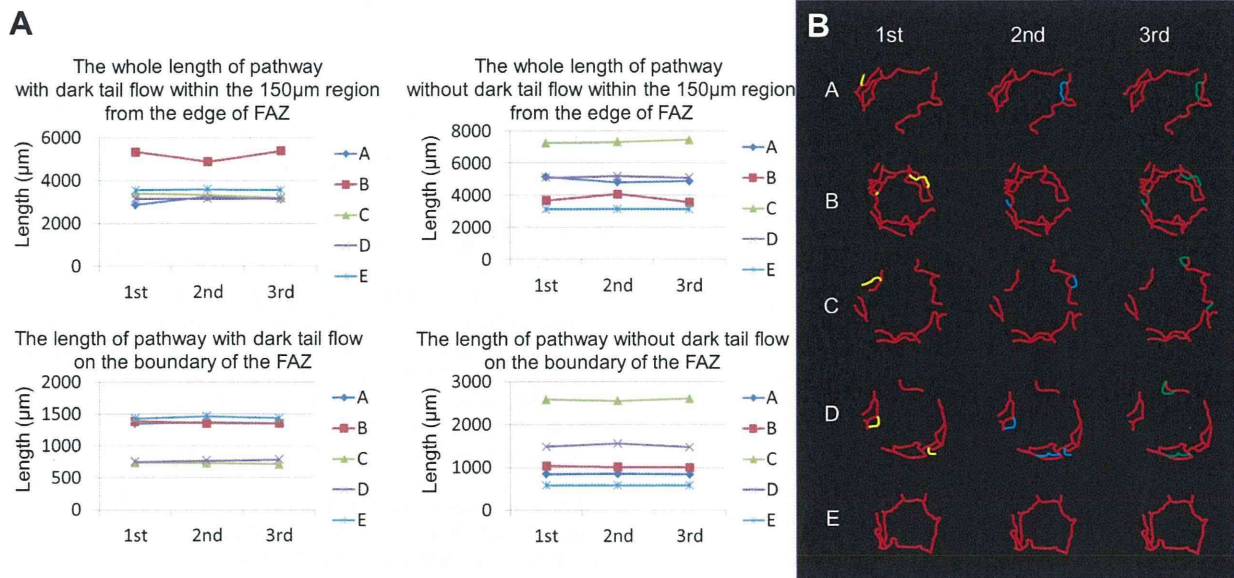 A
The whole length of pathway
with dark tail flow within the 150μm region
from the edge of FAZ
6000
4000
2000
0
Length (μm)
1st 2nd 3rd
A
B
C
D
E
The whole length of pathway
without dark tail flow within the 150μm region
from the edge of FAZ
8000
6000
4000
2000
0
Length (μm)
1st 2nd 3rd
A
B
C
D
E
The length of pathway with dark tail flow
on the boundary of the FAZ
2000
1500
1000
500
0
Length (μm)
1st 2nd 3rd
A
B
C
D
E
The length of pathway without dark tail flow
on the boundary of the FAZ
3000
2000
1000
0
Length (μm)
1st 2nd 3rd
A
B
C
D
E
B
1st 2nd 3rd
A
B
C
D
E